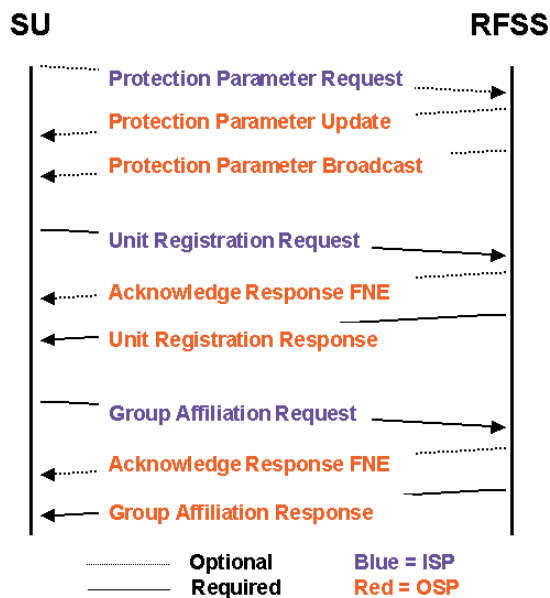 SU RFSS
Protection Parameter Request
Protection Parameter Update
Protection Parameter Broadcast
Unit Registration Request
Acknowledge Response FNE
Unit Registration Response
Group Affiliation Request
Acknowledge Response FNE
Group Affiliation Response
Optional Blue = ISP
Required Red = OSP